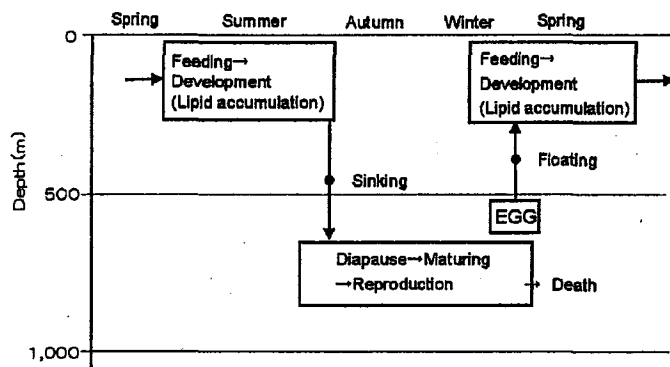 Spring Summer Autumn Winter Spring
0
Feeding→
Development
(Lipid accumulation)
Feeding→
Development
(Lipid accumulation)
Depth(m)
Sinking
Floating
500
EGG
Diapause→Maturing
→Reproduction
→ Death
1,000